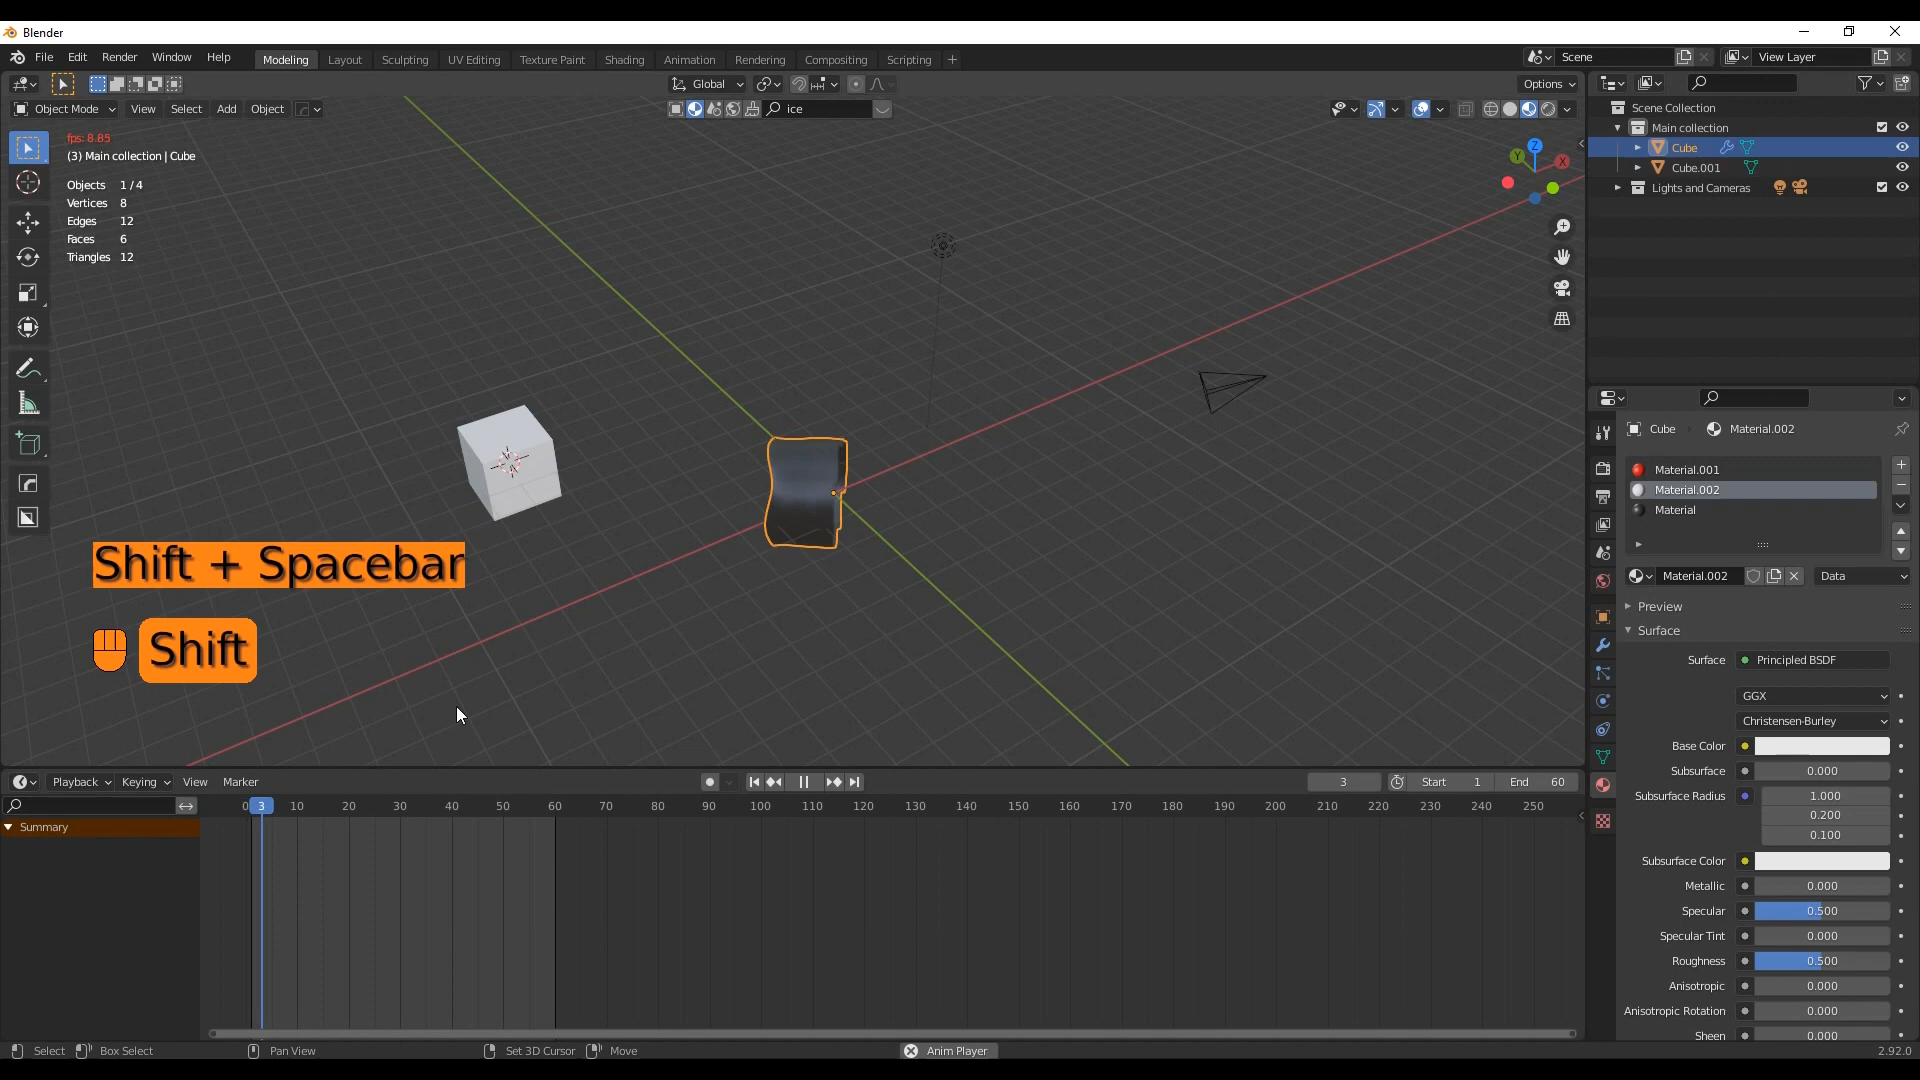 Blender
File Edit Render Window Help Modeling Layout Sculpting UV Editing Texture Paint Shading Animation Rendering Compositing Scripting + Scene View Layer
Global Options
Object Mode View Select Add Object ice
fps: 8.85
(3) Main collection | Cube
Objects 1/4
Vertices 8
Edges 12
Faces 6
Triangles 12
Z
Y
X
Scene Collection
Main collection
Cube
Cube.001
Lights and Cameras
Cube Material.002
Material.001
Material.002
Material
Material.002 Data
Preview
Surface
Surface Principled BSDF
GGX
Christensen-Burley
Base Color
Subsurface 0.000
Subsurface Radius 1.000
0.200
0.100
Subsurface Color
Metallic 0.000
Specular 0.500
Specular Tint 0.000
Roughness 0.500
Anisotropic 0.000
Anisotropic Rotation 0.000
Sheen 0.000
Shift + Spacebar
Shift
Playback Keying View Marker 3 Start 1 End 60
0 3 10 20 30 40 50 60 70 80 90 100 110 120 130 140 150 160 170 180 190 200 210 220 230 240 250
Summary
Select Box Select Pan View Set 3D Cursor Move Anim Player 2.92.0